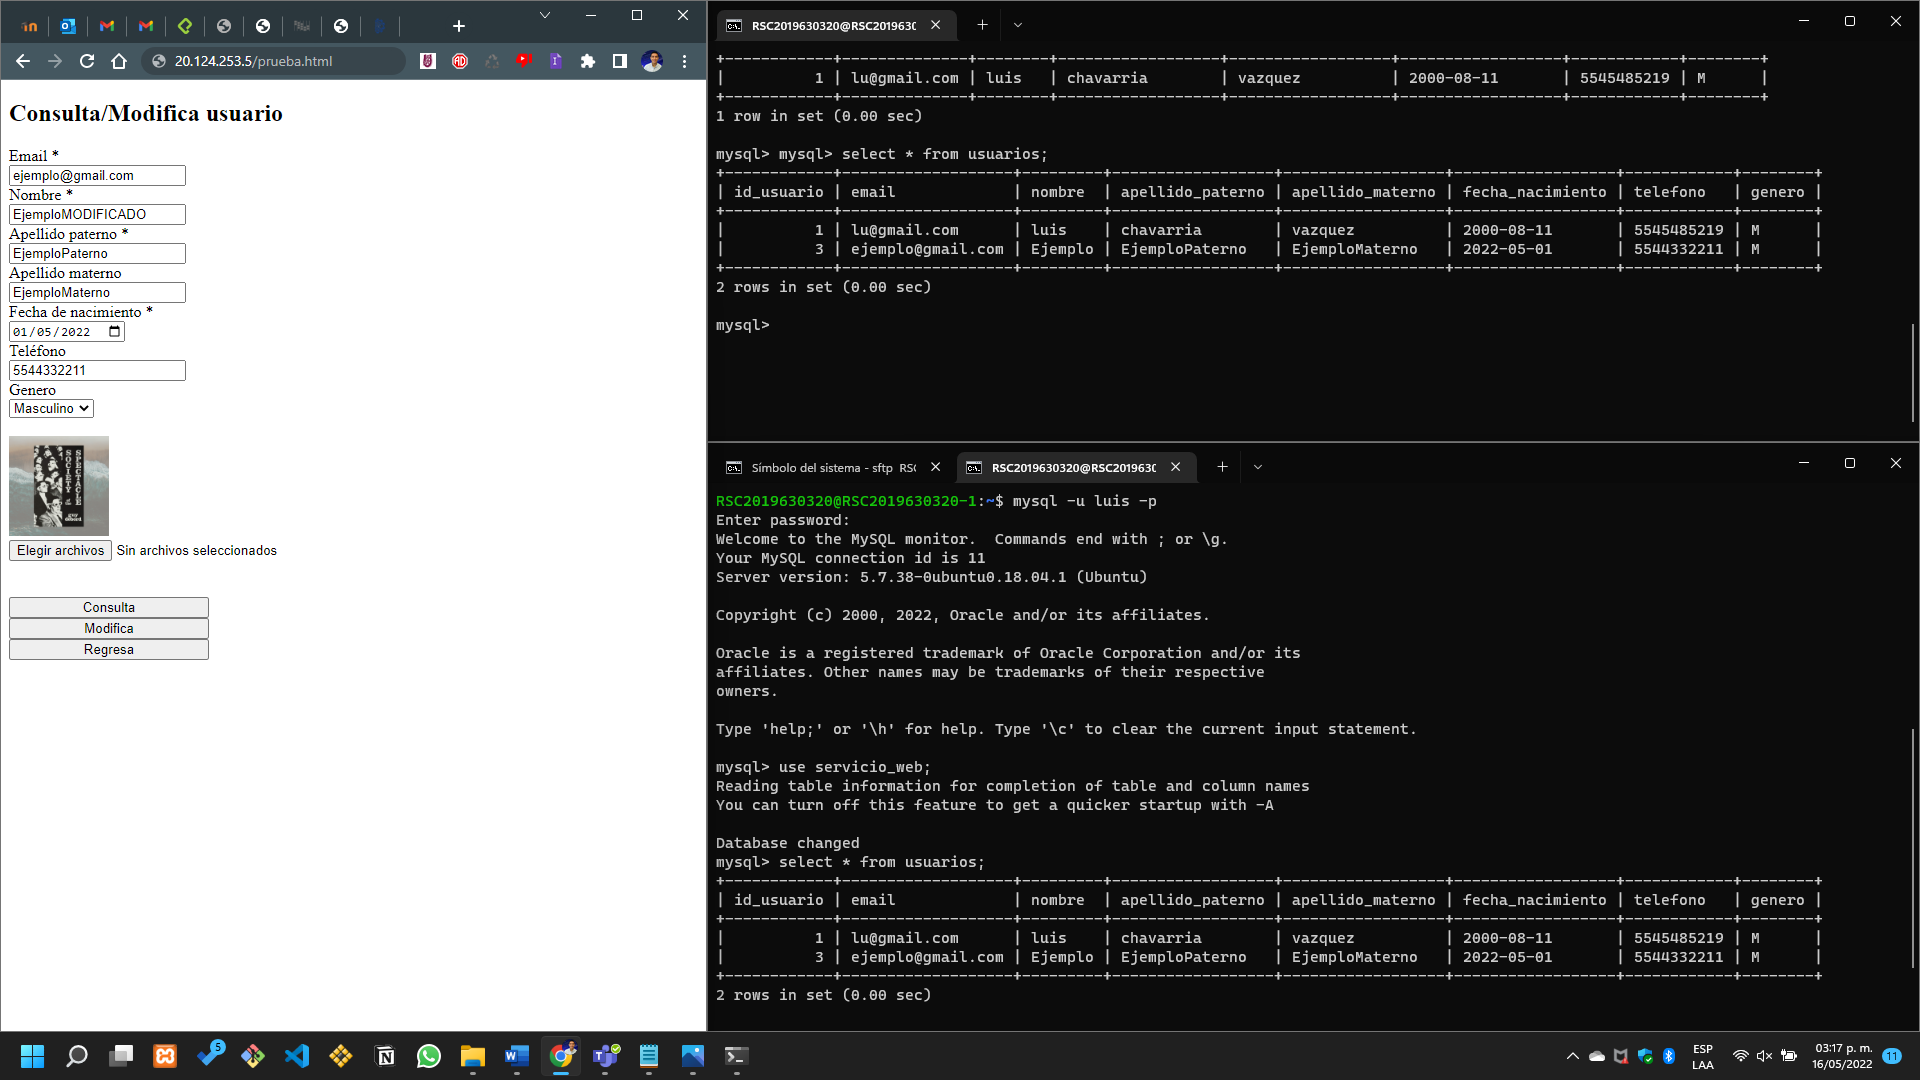 20.124.253.5/prueba.html
Consulta/Modifica usuario
Email *
ejemplo@gmail.com
Nombre *
EjemploMODIFICADO
Apellido paterno *
EjemploPaterno
Apellido materno
EjemploMaterno
Fecha de nacimiento *
01/05/2022
Teléfono
5544332211
Genero
Masculino
SOCIETY of the SPECTACLE
Elegir archivos Sin archivos seleccionados
Consulta
Modifica
Regresa
RSC2019630320@RSC201963032
+------------+-------------+-------+------------------+------------------+------------------+------------+--------+
| 1 | lu@gmail.com | luis | chavarria | vazquez | 2000-08-11 | 5545485219 | M |
+------------+-------------+-------+------------------+------------------+------------------+------------+--------+
1 row in set (0.00 sec)
mysql> mysql> select * from usuarios;
+------------+-------------------+---------+------------------+------------------+------------------+------------+--------+
| id_usuario | email | nombre | apellido_paterno | apellido_materno | fecha_nacimiento | telefono | genero |
+------------+-------------------+---------+------------------+------------------+------------------+------------+--------+
| 1 | lu@gmail.com | luis | chavarria | vazquez | 2000-08-11 | 5545485219 | M |
| 3 | ejemplo@gmail.com | Ejemplo | EjemploPaterno | EjemploMaterno | 2022-05-01 | 5544332211 | M |
+------------+-------------------+---------+------------------+------------------+------------------+------------+--------+
2 rows in set (0.00 sec)
mysql>
Símbolo del sistema - sftp RSC
RSC2019630320@RSC2019630
RSC2019630320@RSC2019630320-1:~$ mysql -u luis -p
Enter password:
Welcome to the MySQL monitor.  Commands end with ; or \g.
Your MySQL connection id is 11
Server version: 5.7.38-0ubuntu0.18.04.1 (Ubuntu)
Copyright (c) 2000, 2022, Oracle and/or its affiliates.
Oracle is a registered trademark of Oracle Corporation and/or its
affiliates. Other names may be trademarks of their respective
owners.
Type 'help;' or '\h' for help. Type '\c' to clear the current input statement.
mysql> use servicio_web;
Reading table information for completion of table and column names
You can turn off this feature to get a quicker startup with -A
Database changed
mysql> select * from usuarios;
+------------+-------------------+---------+------------------+------------------+------------------+------------+--------+
| id_usuario | email | nombre | apellido_paterno | apellido_materno | fecha_nacimiento | telefono | genero |
+------------+-------------------+---------+------------------+------------------+------------------+------------+--------+
| 1 | lu@gmail.com | luis | chavarria | vazquez | 2000-08-11 | 5545485219 | M |
| 3 | ejemplo@gmail.com | Ejemplo | EjemploPaterno | EjemploMaterno | 2022-05-01 | 5544332211 | M |
+------------+-------------------+---------+------------------+------------------+------------------+------------+--------+
2 rows in set (0.00 sec)
5
ESP
LAA
03:17 p. m.
16/05/2022
11